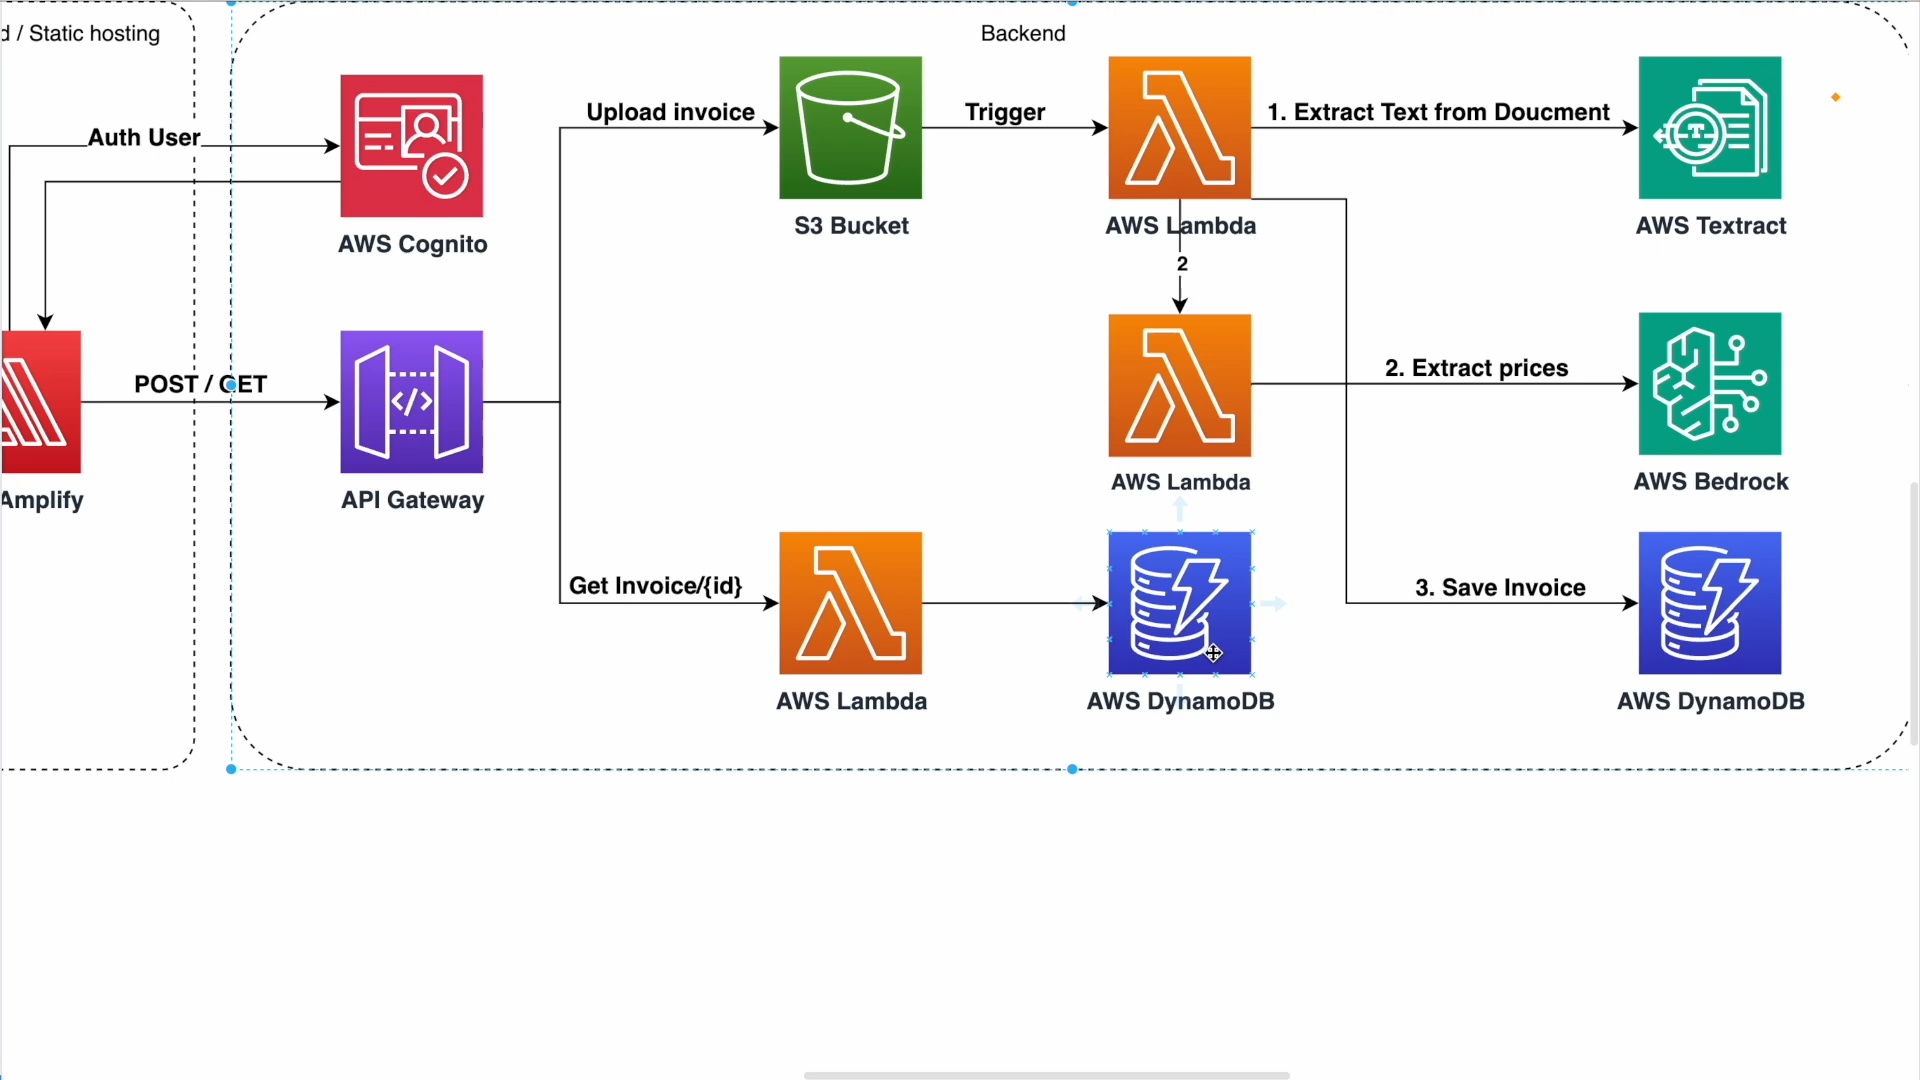 d / Static hosting
Backend
Auth User
Upload invoice
Trigger
1. Extract Text from Doucment
AWS Cognito
S3 Bucket
AWS Lambda
AWS Textract
2
POST / GET
2. Extract prices
Amplify
API Gateway
AWS Lambda
AWS Bedrock
Get Invoice/{id}
3. Save Invoice
AWS Lambda
AWS DynamoDB
AWS DynamoDB